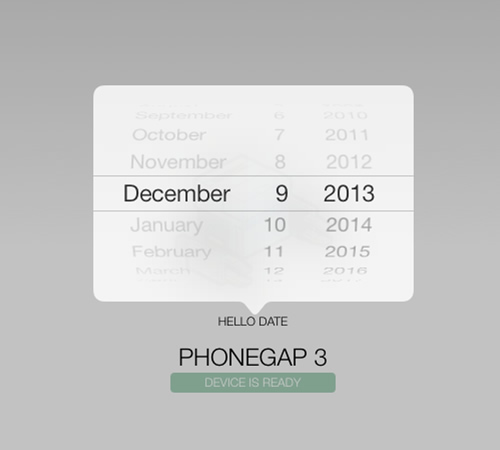 September 6 2010
October 7 2011
November 8 2012
December 9 2013
January 10 2014
February 11 2015
March 12 2016
HELLO DATE
PHONEGAP 3
DEVICE IS READY